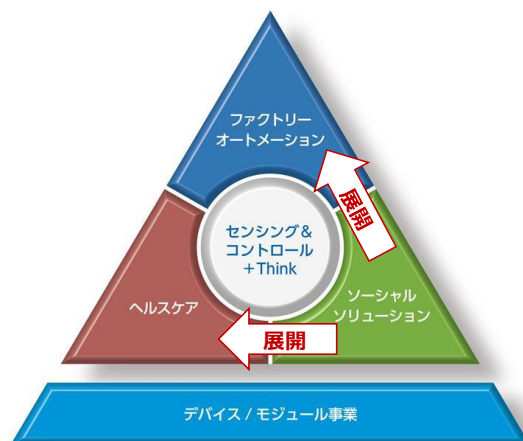 ファクトリー
オートメーション
展開
センシング&
コントロール
+Think
ヘルスケア
ソーシャル
ソリューション
展開
デバイス / モジュール事業